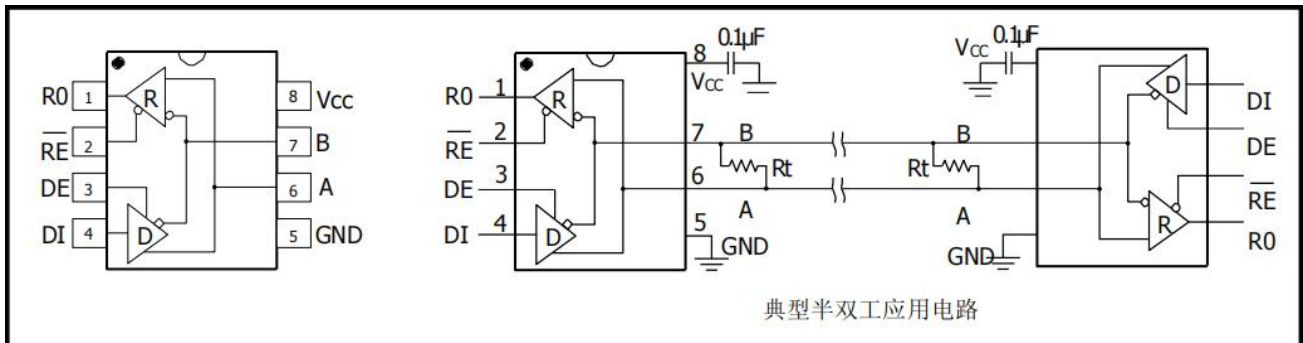 R0 1 R 8 Vcc
RE 2 7 B
DE 3 6 A
DI 4 D 5 GND
0.1μF
8
VCC
R0 1 R
RE 2
7 B
Rt
DE 3
6
A
DI 4 D
5
GND
VCC 0.1μF
D DI
DE
B
Rt
RE
A
R R0
GND
典型半双工应用电路